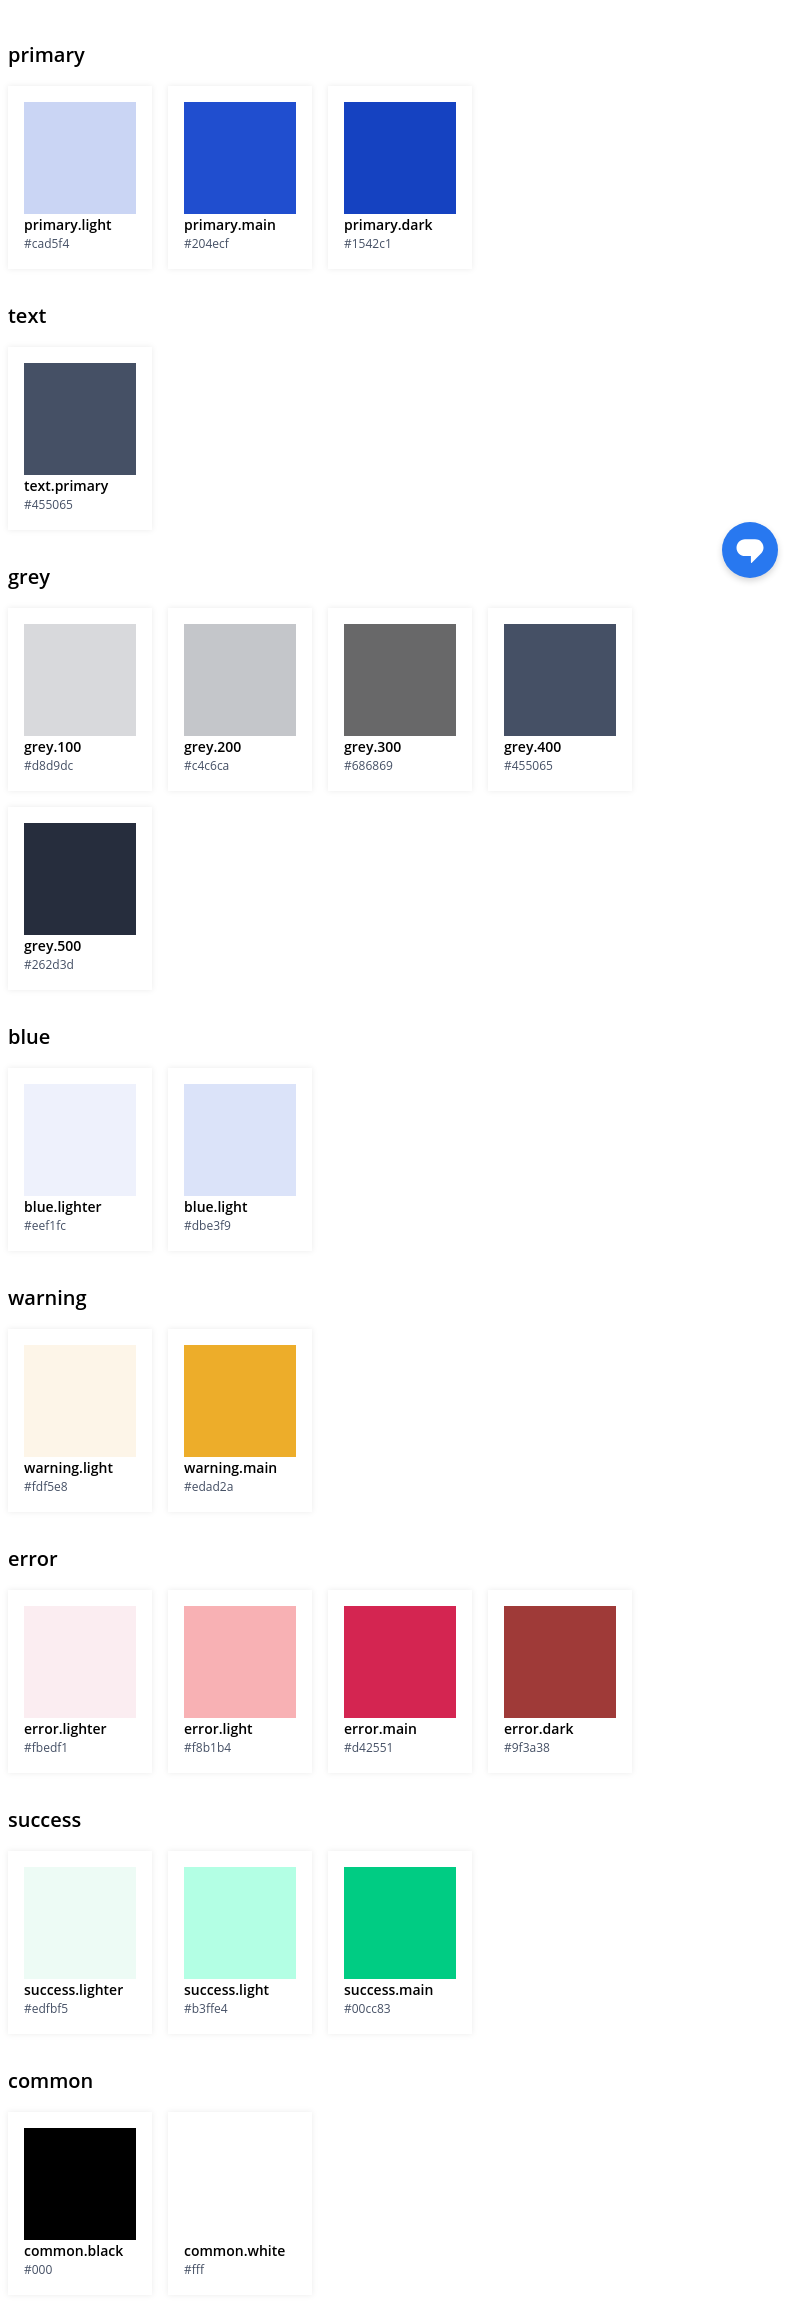 primary
primary.light
#cad5f4
primary.main
#204ecf
primary.dark
#1542c1
text
text.primary
#455065
grey
grey.100
#d8d9dc
grey.200
#c4c6ca
grey.300
#686869
grey.400
#455065
grey.500
#262d3d
blue
blue.lighter
#eef1fc
blue.light
#dbe3f9
warning
warning.light
#fdf5e8
warning.main
#edad2a
error
error.lighter
#fbedf1
error.light
#f8b1b4
error.main
#d42551
error.dark
#9f3a38
success
success.lighter
#edfbf5
success.light
#b3ffe4
success.main
#00cc83
common
common.black
#000
common.white
#fff